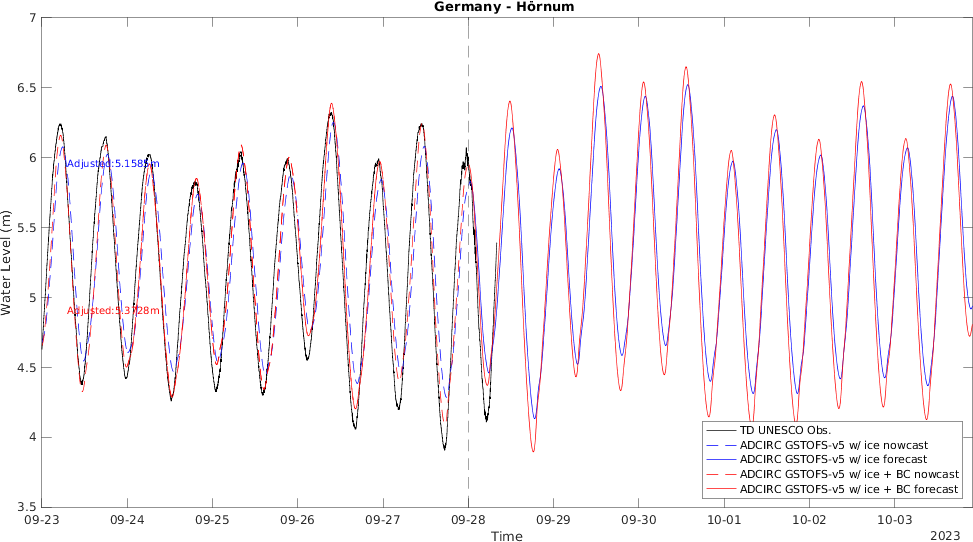 Germany - Hörnum
7
6.5
6
5.5
5
4.5
4
3.5
Water Level (m)
Adjusted:5.1585m
Adjusted:5.3728m
TD UNESCO Obs.
ADCIRC GSTOFS-v5 w/ ice nowcast
ADCIRC GSTOFS-v5 w/ ice forecast
ADCIRC GSTOFS-v5 w/ ice + BC nowcast
ADCIRC GSTOFS-v5 w/ ice + BC forecast
09-23 09-24 09-25 09-26 09-27 09-28 09-29 09-30 10-01 10-02 10-03
Time
2023